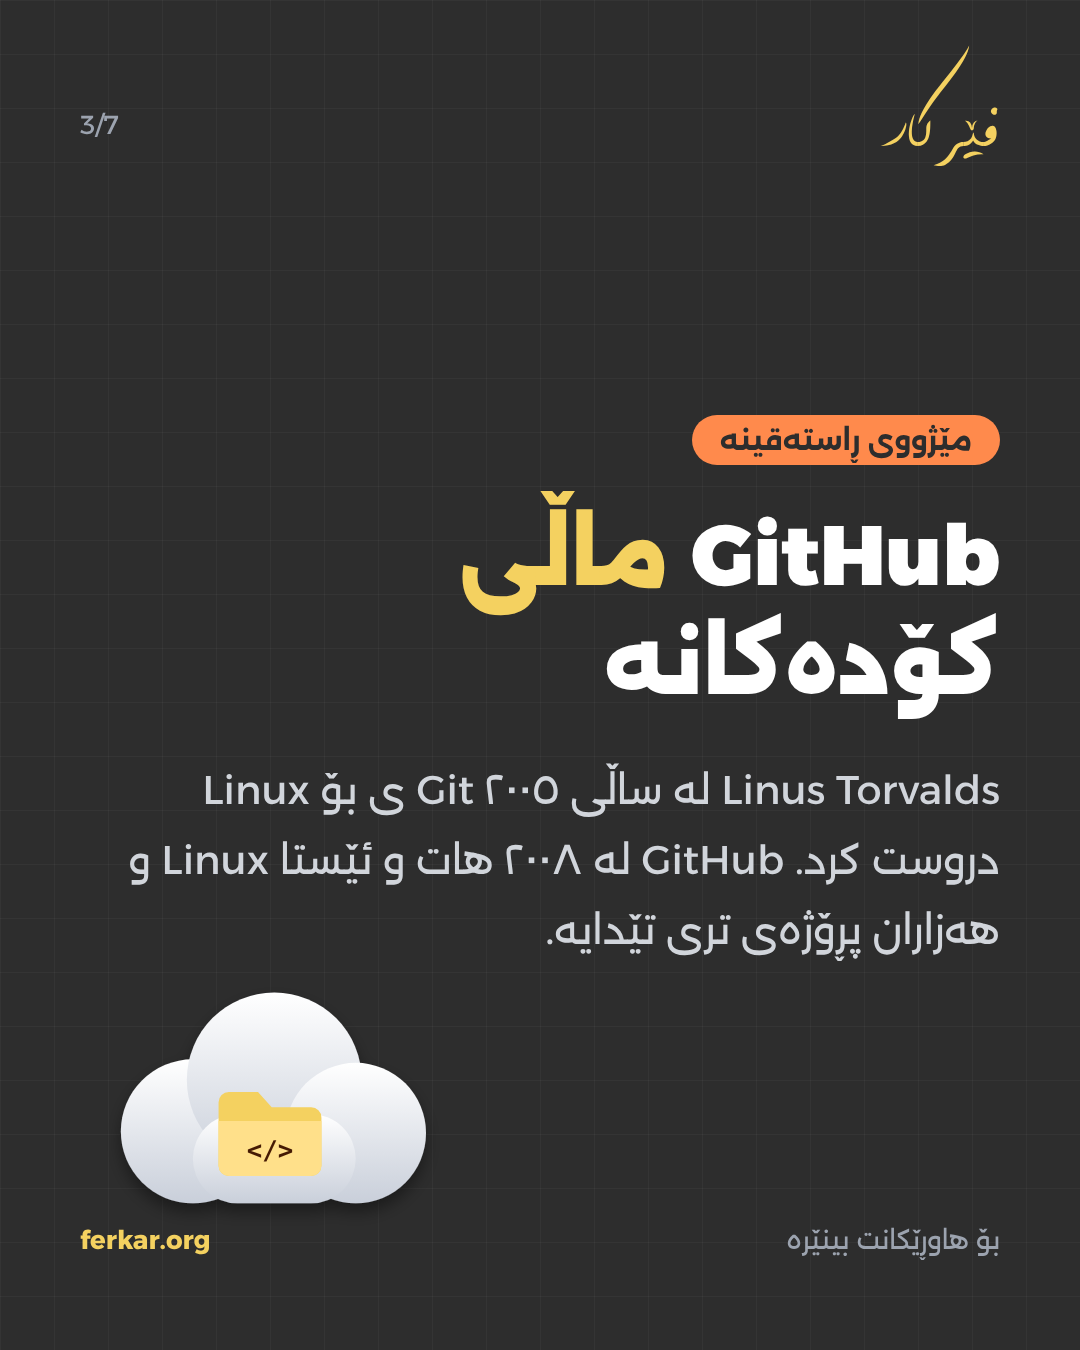 فێرکار
3/7
مێژووی ڕاستەقینە
GitHub ماڵی
کۆدەکانە
Linus Torvalds لە ساڵی ٢٠٠٥ Git ی بۆ Linux
دروست کرد. GitHub لە ٢٠٠٨ هات و ئێستا Linux و
هەزاران پڕۆژەی تری تێدایە.
</>
ferkar.org
بۆ هاوڕێکانت بینێرە